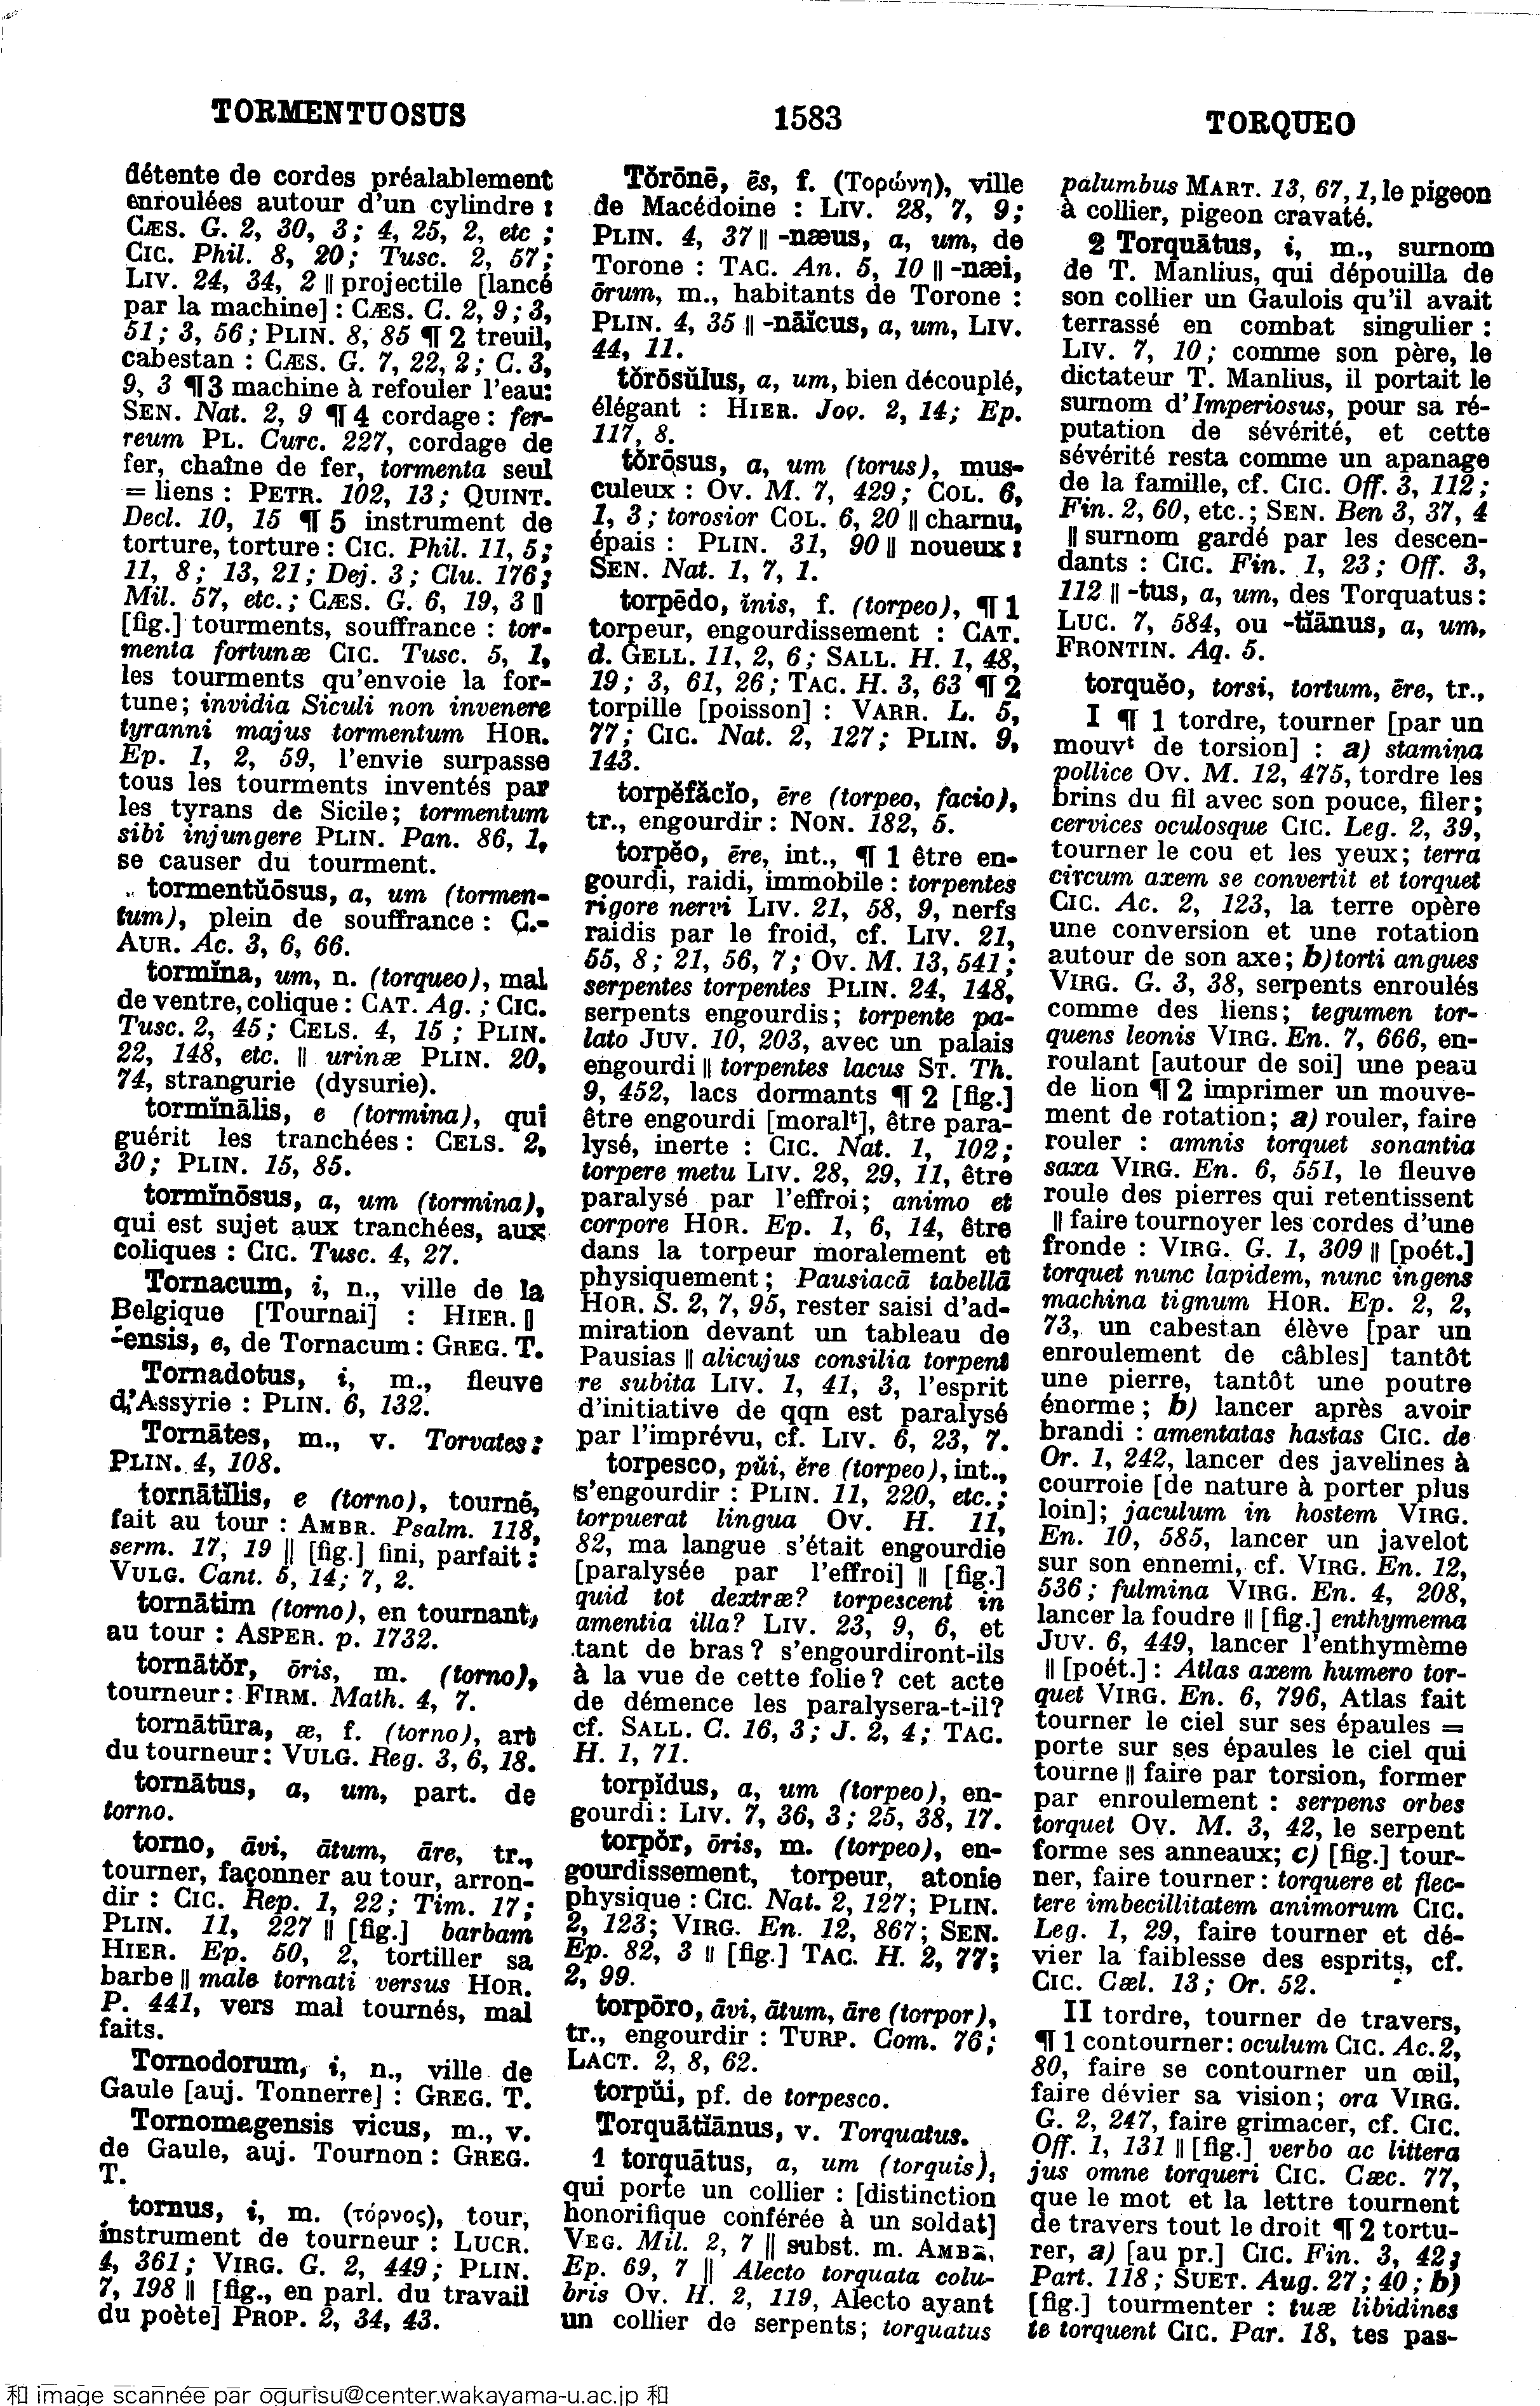 TORMENTUOSUS
1583
TORQUEO
détente de cordes préalablement
enroulées autour d'un cylindre :
CÆS. G. 2, 30, 3; 4, 25, 2, etc ;
CIC. Phil. 8, 20; Tusc. 2, 57;
LIV. 24, 34, 2 || projectile [lancé
par la machine] : CÆS. C. 2, 9; 3,
51; 3, 56; PLIN. 8, 85 ¶ 2 treuil,
cabestan : CÆS. G. 7, 22, 2; C. 3,
9, 3 ¶ 3 machine à refouler l'eau:
SEN. Nat. 2, 9 ¶ 4 cordage : fer-
reum PL. Curc. 227, cordage de
fer, chaîne de fer, tormenta seul
= liens : PETR. 102, 13; QUINT.
Decl. 10, 15 ¶ 5 instrument de
torture, torture : CIC. Phil. 11, 5;
11, 8; 13, 21; Dej. 3; Clu. 176;
Mil. 57, etc.; CÆS. G. 6, 19, 3 ||
[fig.] tourments, souffrance : tor-
menta fortunæ CIC. Tusc. 5, 1,
les tourments qu'envoie la for-
tune; invidia Siculi non invenere
tyranni majus tormentum HOR.
Ep. 1, 2, 59, l'envie surpasse
tous les tourments inventés par
les tyrans de Sicile; tormentum
sibi injungere PLIN. Pan. 86, 1,
se causer du tourment.
tormentŭōsus, a, um (tormen-
tum), plein de souffrance : C.-
AUR. Ac. 3, 6, 66.
tormĭna, um, n. (torqueo), mal
de ventre, colique : CAT. Ag. ; CIC.
Tusc. 2, 45; CELS. 4, 15 ; PLIN.
22, 148, etc. || urinæ PLIN. 20,
74, strangurie (dysurie).
tormĭnālis, e (tormina), qui
guérit les tranchées : CELS. 2,
30; PLIN. 15, 85.
tormĭnōsus, a, um (tormina),
qui est sujet aux tranchées, aux
coliques : CIC. Tusc. 4, 27.
Tornacum, i, n., ville de la
Belgique [Tournai] : HIER. ||
-ensis, e, de Tornacum : GREG. T.
Tornadotus, i, m., fleuve
d'Assyrie : PLIN. 6, 132.
Tornātes, m., v. Torvates :
PLIN. 4, 108.
tornātĭlis, e (torno), tourné,
fait au tour : AMBR. Psalm. 118,
serm. 17, 19 || [fig.] fini, parfait :
VULG. Cant. 5, 14; 7, 2.
tornātim (torno), en tournant,
au tour : ASPER. p. 1732.
tornātŏr, ōris, m. (torno),
tourneur : FIRM. Math. 4, 7.
tornātūra, æ, f. (torno), art
du tourneur : VULG. Reg. 3, 6, 18.
tornātus, a, um, part. de
torno.
torno, āvi, ātum, āre, tr.,
tourner, façonner au tour, arron-
dir : CIC. Rep. 1, 22; Tim. 17;
PLIN. 11, 227 || [fig.] barbam
HIER. Ep. 50, 2, tortiller sa
barbe || male tornati versus HOR.
P. 441, vers mal tournés, mal
faits.
Tornodorum, i, n., ville de
Gaule [auj. Tonnerre] : GREG. T.
Tornomagensis vicus, m., v.
de Gaule, auj. Tournon : GREG.
T.
tornus, i, m. (τόρνος), tour,
instrument de tourneur : LUCR.
4, 361; VIRG. G. 2, 449; PLIN.
7, 198 || [fig., en parl. du travail
du poète] PROP. 2, 34, 43.
Tŏrōnē, ēs, f. (Τορώνη), ville
de Macédoine : LIV. 28, 7, 9;
PLIN. 4, 37 || -næus, a, um, de
Torone : TAC. An. 5, 10 || -næi,
ōrum, m., habitants de Torone :
PLIN. 4, 35 || -nāĭcus, a, um, LIV.
44, 11.
tŏrōsŭlus, a, um, bien découplé,
élégant : HIER. Jov. 2, 14; Ep.
117, 8.
tŏrōsus, a, um (torus), mus-
culeux : OV. M. 7, 429; COL. 6,
1, 3; torosior COL. 6, 20 || charnu,
épais : PLIN. 31, 90 || noueux :
SEN. Nat. 1, 7, 1.
torpēdo, ĭnis, f. (torpeo), ¶ 1
torpeur, engourdissement : CAT.
d. GELL. 11, 2, 6; SALL. H. 1, 48,
19; 3, 61, 26; TAC. H. 3, 63 ¶ 2
torpille [poisson] : VARR. L. 5,
77; CIC. Nat. 2, 127; PLIN. 9,
143.
torpĕfăcĭo, ĕre (torpeo, facio),
tr., engourdir : NON. 182, 5.
torpĕo, ēre, int., ¶ 1 être en-
gourdi, raidi, immobile : torpentes
rigore nervi LIV. 21, 58, 9, nerfs
raidis par le froid, cf. LIV. 21,
55, 8; 21, 56, 7; OV. M. 13, 541;
serpentes torpentes PLIN. 24, 148,
serpents engourdis; torpente pa-
lato JUV. 10, 203, avec un palais
engourdi || torpentes lacus ST. Th.
9, 452, lacs dormants ¶ 2 [fig.]
être engourdi [moralt], être para-
lysé, inerte : CIC. Nat. 1, 102;
torpere metu LIV. 28, 29, 11, être
paralysé par l'effroi; animo et
corpore HOR. Ep. 1, 6, 14, être
dans la torpeur moralement et
physiquement; Pausiacā tabellā
HOR. S. 2, 7, 95, rester saisi d'ad-
miration devant un tableau de
Pausias || alicujus consilia torpent
re subita LIV. 1, 41, 3, l'esprit
d'initiative de qqn est paralysé
par l'imprévu, cf. LIV. 6, 23, 7.
torpesco, pŭi, ĕre (torpeo), int.,
s'engourdir : PLIN. 11, 220, etc.;
torpuerat lingua OV. H. 11,
82, ma langue s'était engourdie
[paralysée par l'effroi] || [fig.]
quid tot dextræ? torpescent in
amentia illa? LIV. 23, 9, 6, et
tant de bras ? s'engourdiront-ils
à la vue de cette folie ? cet acte
de démence les paralysera-t-il?
cf. SALL. C. 16, 3; J. 2, 4; TAC.
H. 1, 71.
torpĭdus, a, um (torpeo), en-
gourdi : LIV. 7, 36, 3; 25, 38, 17.
torpŏr, ōris, m. (torpeo), en-
gourdissement, torpeur, atonie
physique : CIC. Nat. 2, 127; PLIN.
2, 123; VIRG. En. 12, 867; SEN.
Ep. 82, 3 || [fig.] TAC. H. 2, 77;
2, 99.
torpōro, āvi, ātum, āre (torpor),
tr., engourdir : TURP. Com. 76;
LACT. 2, 8, 62.
torpŭi, pf. de torpesco.
Torquātĭānus, v. Torquatus.
1 torquātus, a, um (torquis),
qui porte un collier : [distinction
honorifique conférée à un soldat]
VEG. Mil. 2, 7 || subst. m. AMBR.
Ep. 69, 7 || Alecto torquata colu-
bris OV. H. 2, 119, Alecto ayant
un collier de serpents; torquatus
palumbus MART. 13, 67, 1, le pigeon
à collier, pigeon cravaté.
2 Torquātus, i, m., surnom
de T. Manlius, qui dépouilla de
son collier un Gaulois qu'il avait
terrassé en combat singulier :
LIV. 7, 10; comme son père, le
dictateur T. Manlius, il portait le
surnom d'Imperiosus, pour sa ré-
putation de sévérité, et cette
sévérité resta comme un apanage
de la famille, cf. CIC. Off. 3, 112;
Fin. 2, 60, etc.; SEN. Ben 3, 37, 4
|| surnom gardé par les descen-
dants : CIC. Fin. 1, 23; Off. 3,
112 || -tus, a, um, des Torquatus :
LUC. 7, 584, ou -tĭānus, a, um,
FRONTIN. Aq. 5.
torquĕo, torsi, tortum, ēre, tr.,
I ¶ 1 tordre, tourner [par un
mouvt de torsion] : a) stamina
pollice OV. M. 12, 475, tordre les
brins du fil avec son pouce, filer;
cervices oculosque CIC. Leg. 2, 39,
tourner le cou et les yeux; terra
circum axem se convertit et torquet
CIC. Ac. 2, 123, la terre opère
une conversion et une rotation
autour de son axe; b) torti angues
VIRG. G. 3, 38, serpents enroulés
comme des liens; tegumen tor-
quens leonis VIRG. En. 7, 666, en-
roulant [autour de soi] une peau
de lion ¶ 2 imprimer un mouve-
ment de rotation; a) rouler, faire
rouler : amnis torquet sonantia
saxa VIRG. En. 6, 551, le fleuve
roule des pierres qui retentissent
|| faire tournoyer les cordes d'une
fronde : VIRG. G. 1, 309 || [poét.]
torquet nunc lapidem, nunc ingens
machina tignum HOR. Ep. 2, 2,
73, un cabestan élève [par un
enroulement de câbles] tantôt
une pierre, tantôt une poutre
énorme; b) lancer après avoir
brandi : amentatas hastas CIC. de
Or. 1, 242, lancer des javelines à
courroie [de nature à porter plus
loin]; jaculum in hostem VIRG.
En. 10, 585, lancer un javelot
sur son ennemi, cf. VIRG. En. 12,
536; fulmina VIRG. En. 4, 208,
lancer la foudre || [fig.] enthymema
JUV. 6, 449, lancer l'enthymème
|| [poét.] : Atlas axem humero tor-
quet VIRG. En. 6, 796, Atlas fait
tourner le ciel sur ses épaules =
porte sur ses épaules le ciel qui
tourne || faire par torsion, former
par enroulement : serpens orbes
torquet OV. M. 3, 42, le serpent
forme ses anneaux; c) [fig.] tour-
ner, faire tourner : torquere et flec-
tere imbecillitatem animorum CIC.
Leg. 1, 29, faire tourner et dé-
vier la faiblesse des esprits, cf.
CIC. Cæl. 13; Or. 52.
II tordre, tourner de travers,
¶ 1 contourner : oculum CIC. Ac. 2,
80, faire se contourner un œil,
faire dévier sa vision; ora VIRG.
G. 2, 247, faire grimacer, cf. CIC.
Off. 1, 131 || [fig.] verbo ac littera
jus omne torqueri CIC. Cæc. 77,
que le mot et la lettre tournent
de travers tout le droit ¶ 2 tortu-
rer, a) [au pr.] CIC. Fin. 3, 42;
Part. 118; SUET. Aug. 27; 40; b)
[fig.] tourmenter : tuæ libidines
te torquent CIC. Par. 18, tes pas-
和 image scannée par ogurisu@center.wakayama-u.ac.jp 和